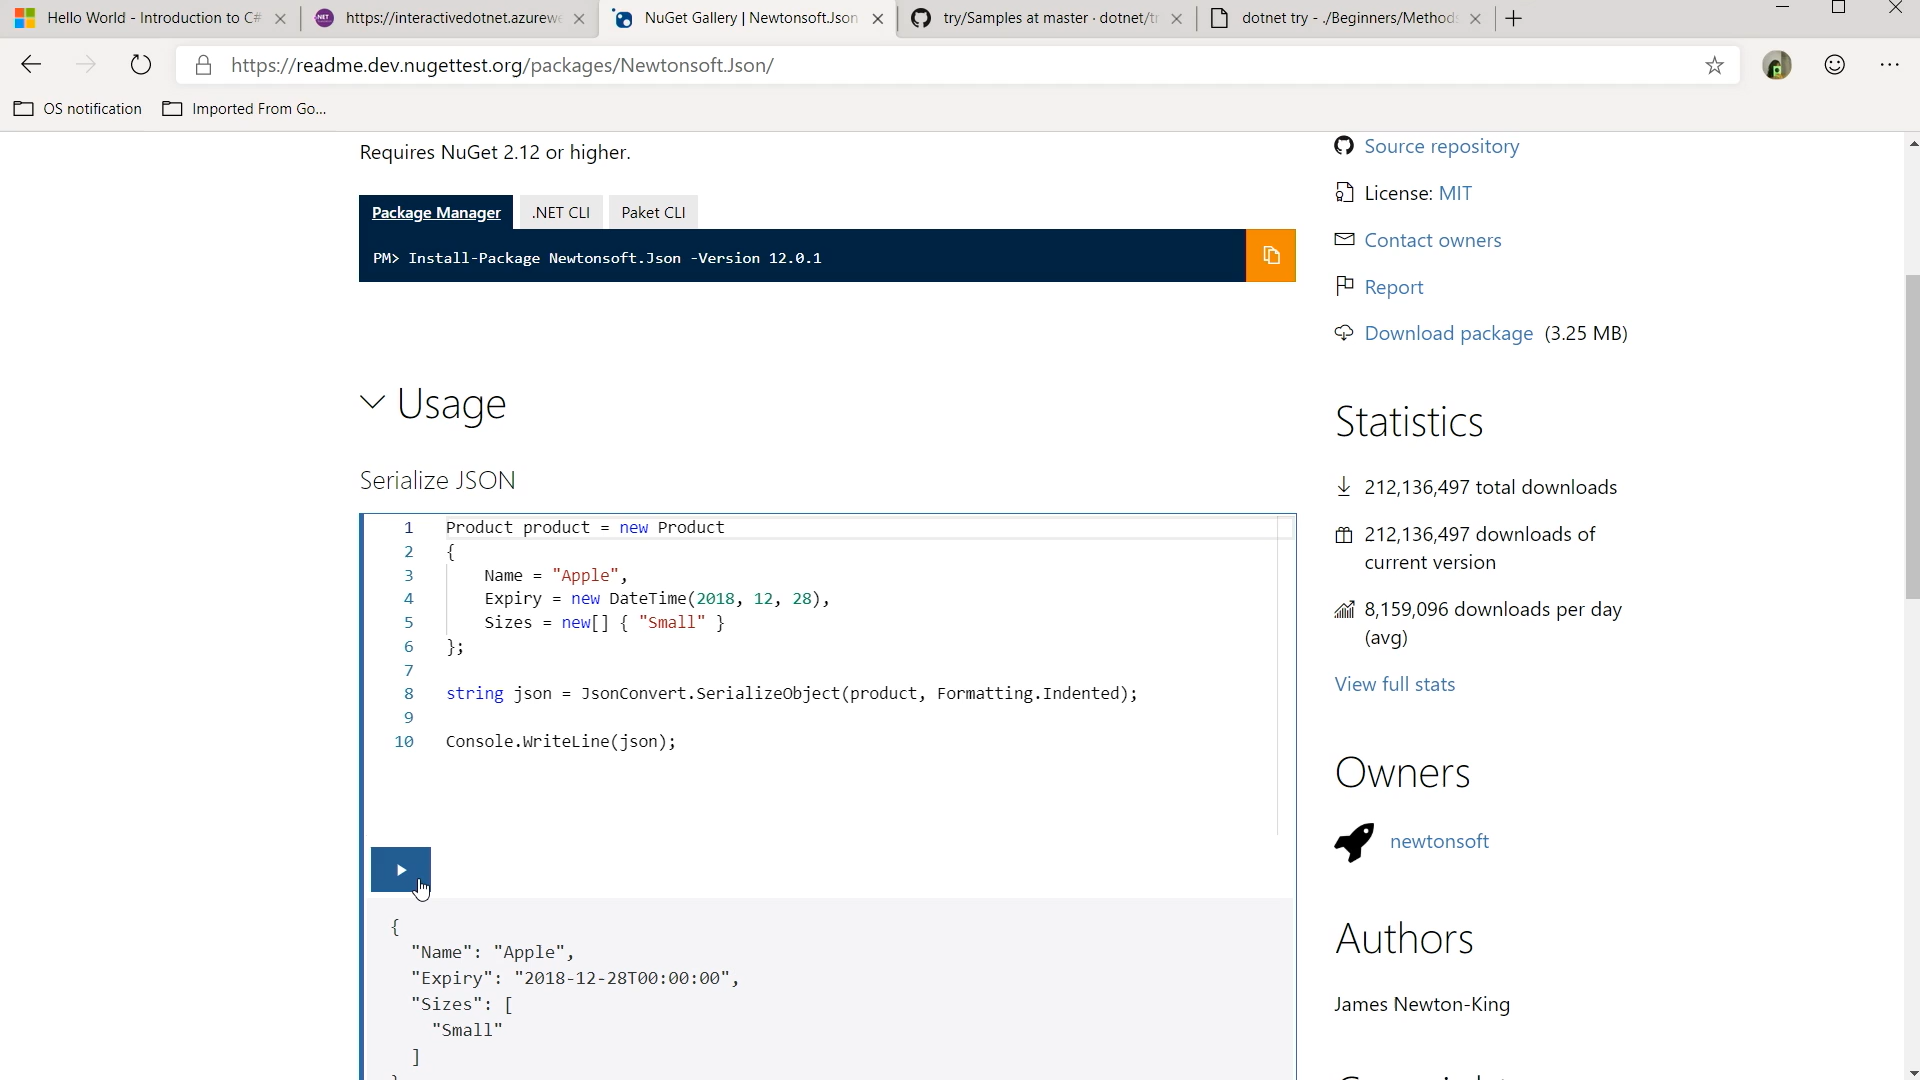 Hello World - Introduction to C#
https://interactivedotnet.azurewe
NuGet Gallery | Newtonsoft.Json
try/Samples at master · dotnet/tr
dotnet try - ./Beginners/Methods
https://readme.dev.nugettest.org/packages/Newtonsoft.Json/
OS notification
Imported From Go...
Requires NuGet 2.12 or higher.
Package Manager
.NET CLI
Paket CLI
PM> Install-Package Newtonsoft.Json -Version 12.0.1
Usage
Serialize JSON
1 Product product = new Product
2 {
3 Name = "Apple",
4 Expiry = new DateTime(2018, 12, 28),
5 Sizes = new[] { "Small" }
6 };
7
8 string json = JsonConvert.SerializeObject(product, Formatting.Indented);
9
10 Console.WriteLine(json);
{
"Name": "Apple",
"Expiry": "2018-12-28T00:00:00",
"Sizes": [
"Small"
]
Source repository
License: MIT
Contact owners
Report
Download package (3.25 MB)
Statistics
212,136,497 total downloads
212,136,497 downloads of
current version
8,159,096 downloads per day
(avg)
View full stats
Owners
newtonsoft
Authors
James Newton-King